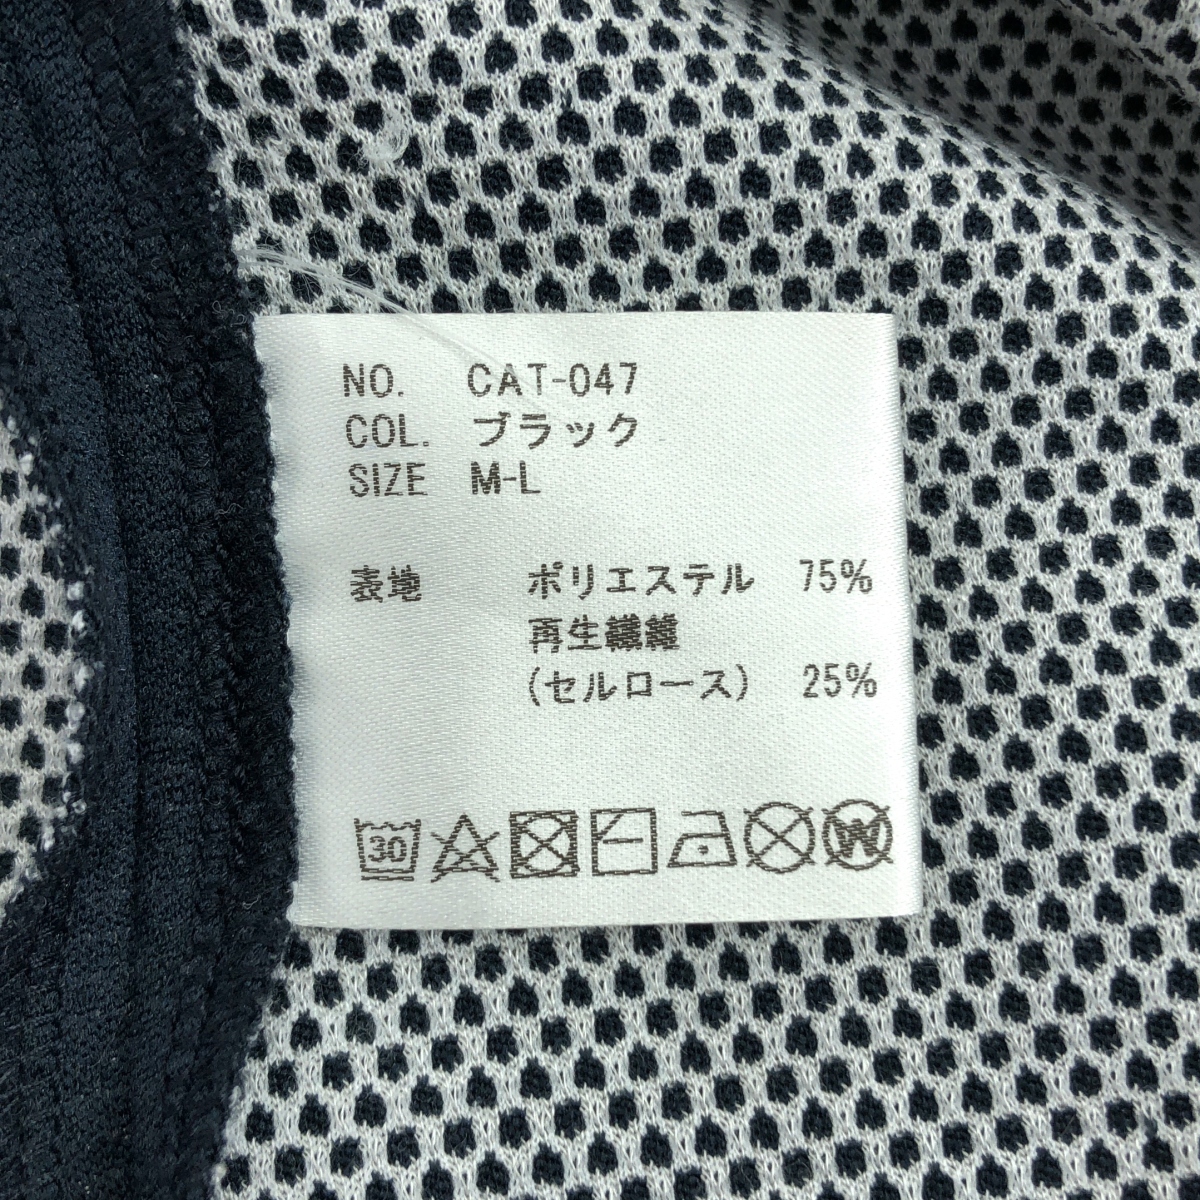 NO. CAT-047
COL. ブラック
SIZE M-L
表地 ポリエステル 75%
再生繊維
(セルロース) 25%
30 W